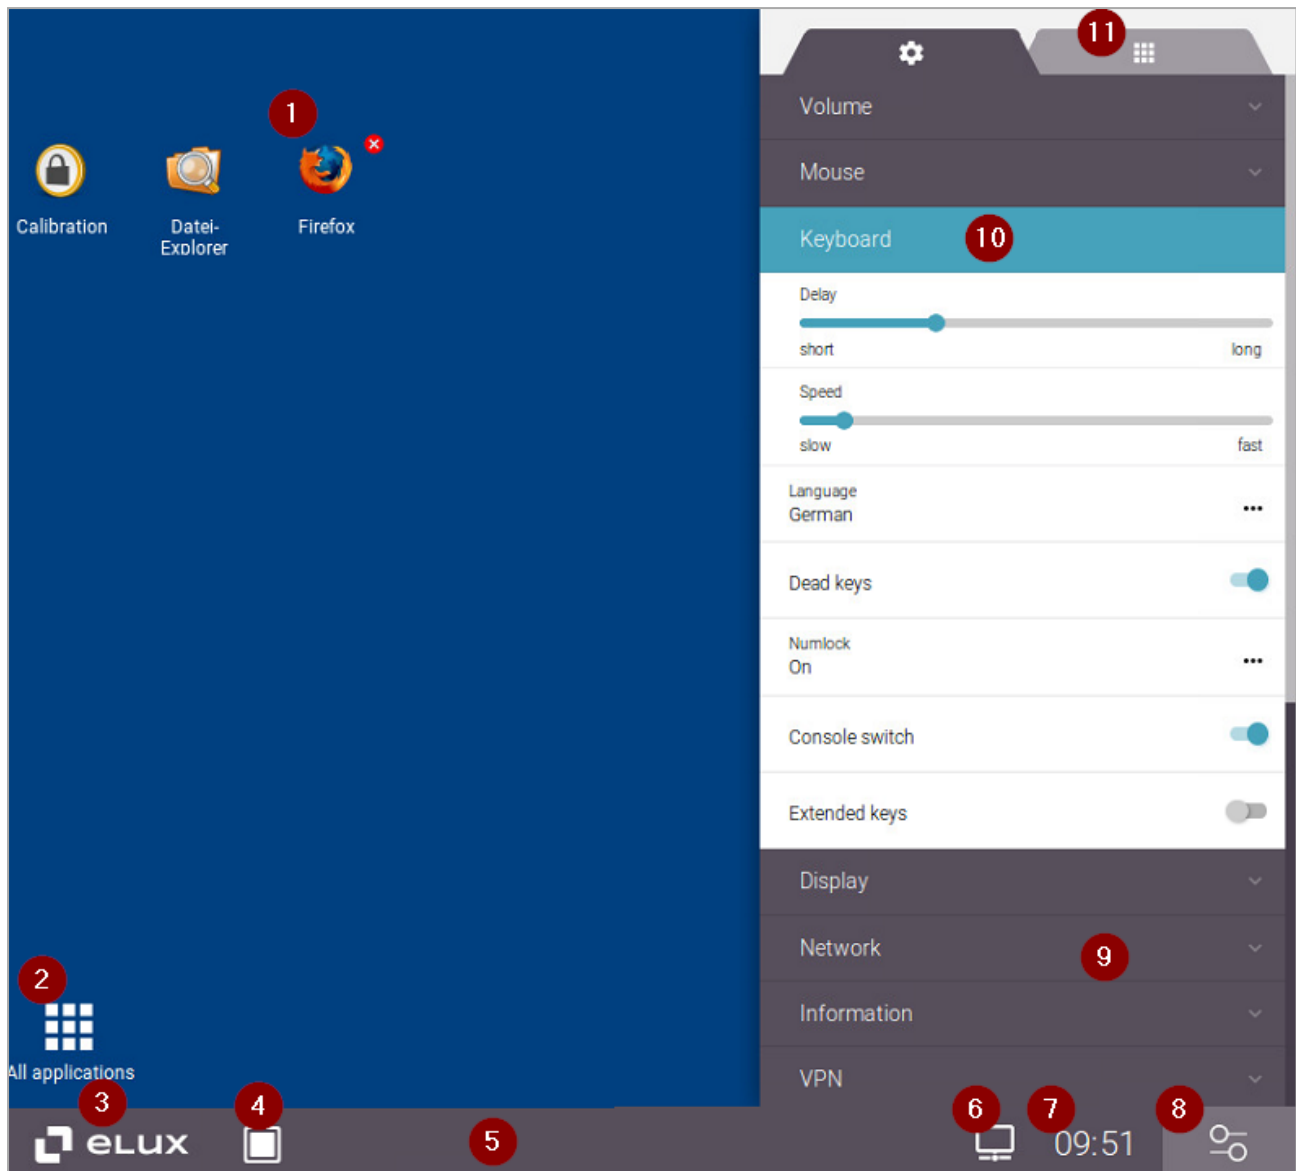 11
Volume
1
Mouse
Calibration
Datei-
Explorer
Firefox
Keyboard
10
Delay
short
long
Speed
slow
fast
Language
German
Dead keys
Numlock
On
Console switch
Extended keys
Display
Network
9
2
Information
All applications
VPN
3
4
5
6
7
8
eLUX
09:51